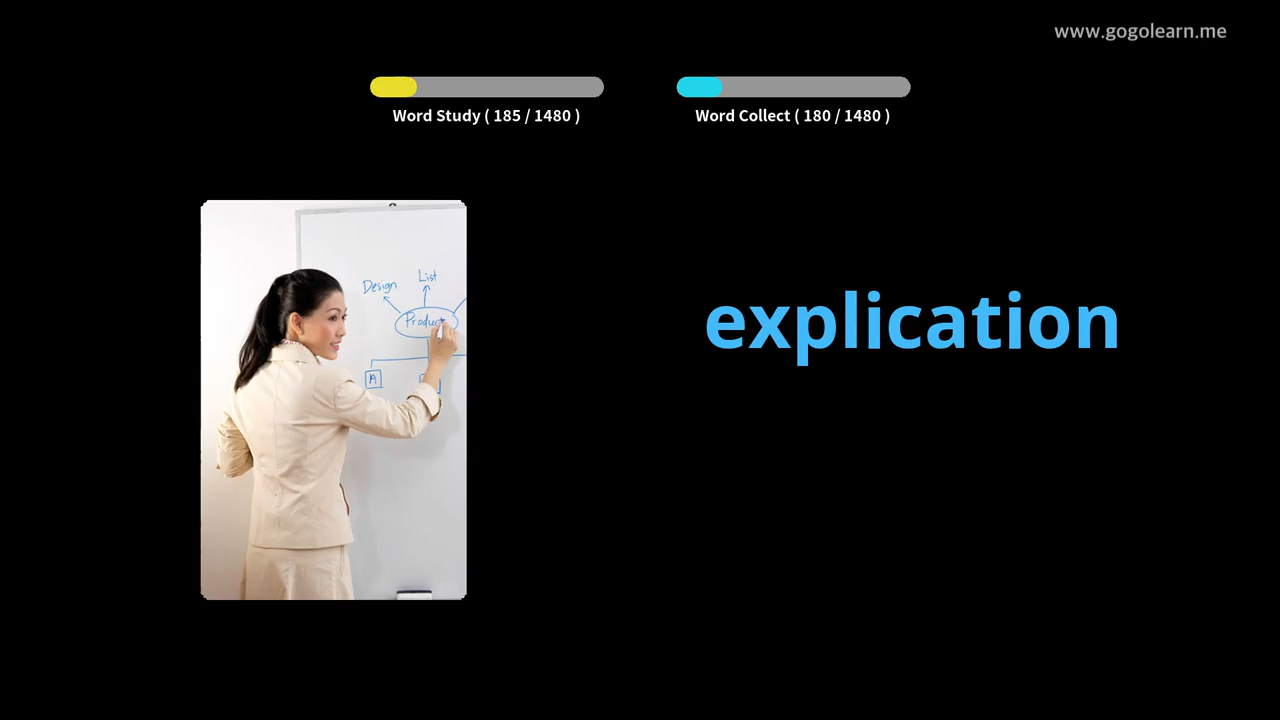 www.gogolearn.me
Word Study ( 185 / 1480 )
Word Collect ( 180 / 1480 )
List
Design
Product
A
explication